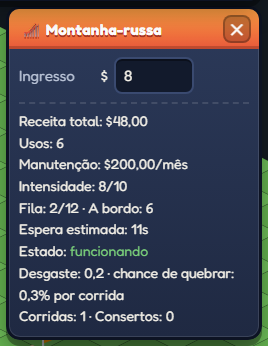 Montanha-russa
Ingresso $ 8
Receita total: $48,00
Usos: 6
Manutenção: $200,00/mês
Intensidade: 8/10
Fila: 2/12 · A bordo: 6
Espera estimada: 11s
Estado: funcionando
Desgaste: 0,2 · chance de quebrar:
0,3% por corrida
Corridas: 1 · Consertos: 0